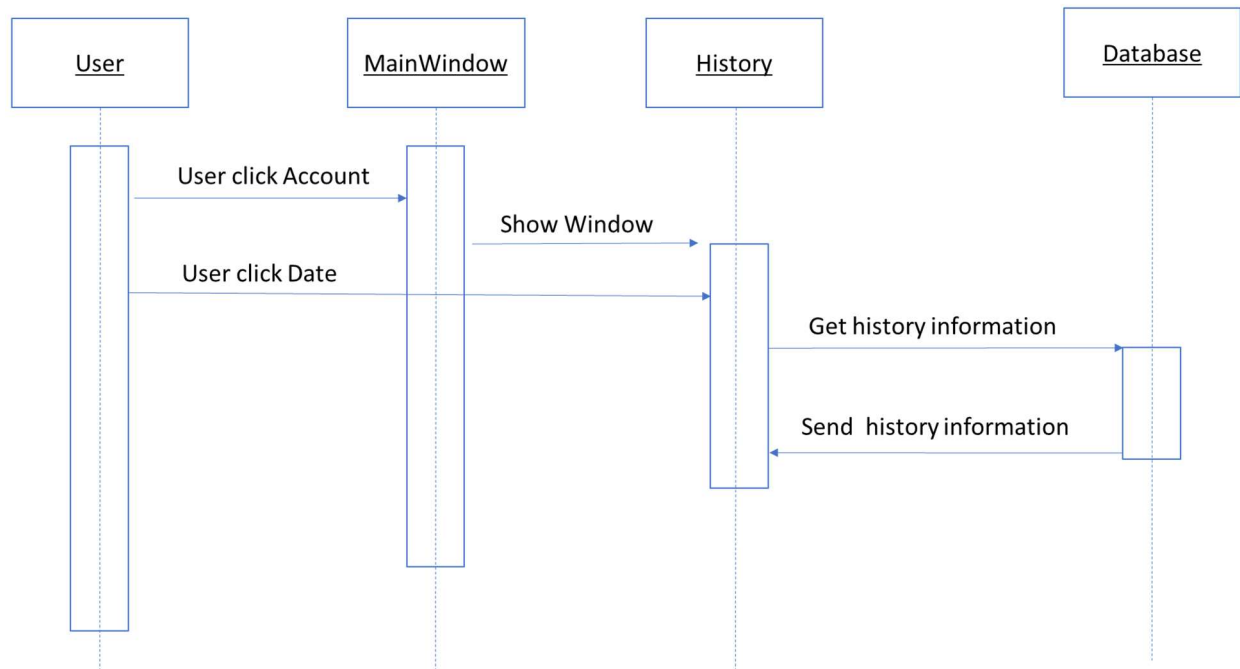 User
MainWindow
History
Database
User click Account
Show Window
User click Date
Get history information
Send  history information